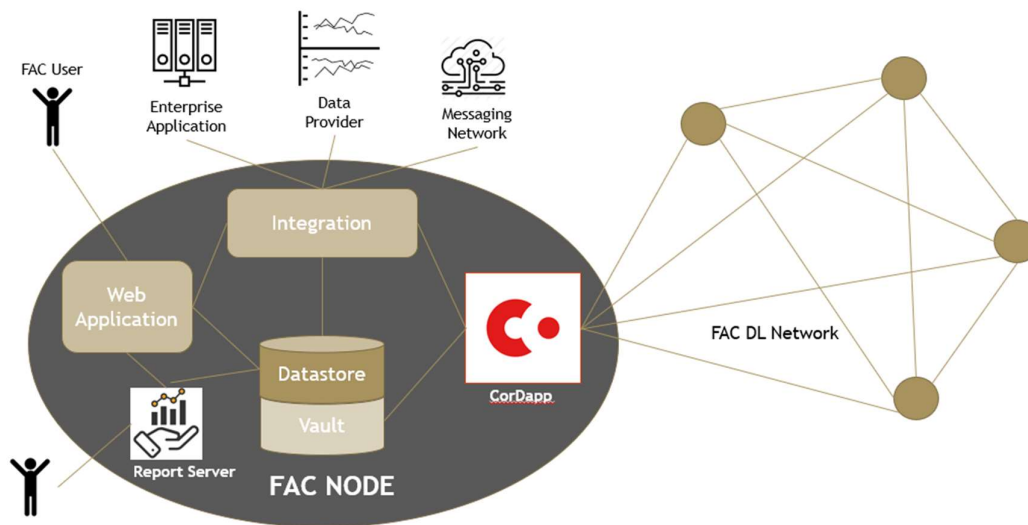 FAC User
Enterprise
Application
Data
Provider
Messaging
Network
Integration
Web
Application
Datastore
Vault
CorDapp
Report Server
FAC NODE
FAC DL Network